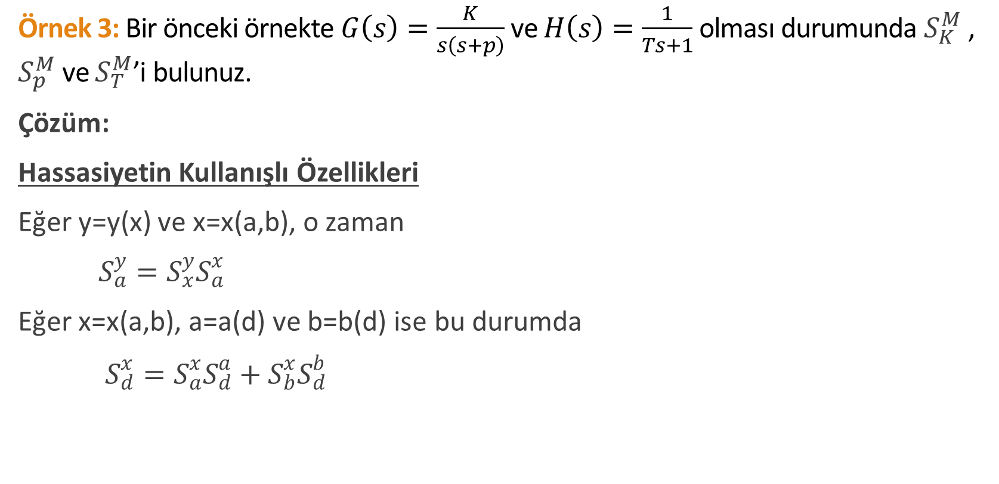 Örnek 3: Bir önceki örnekte $G(s) = \frac{K}{s(s+p)}$ ve $H(s) = \frac{1}{Ts+1}$ olması durumunda $S_K^M$ ,
$S_p^M$ ve $S_T^M$’i bulunuz.
Çözüm:
Hassasiyetin Kullanışlı Özellikleri
Eğer y=y(x) ve x=x(a,b), o zaman
$S_a^y = S_x^y S_a^x$
Eğer x=x(a,b), a=a(d) ve b=b(d) ise bu durumda
$S_d^x = S_a^x S_d^a + S_b^x S_d^b$